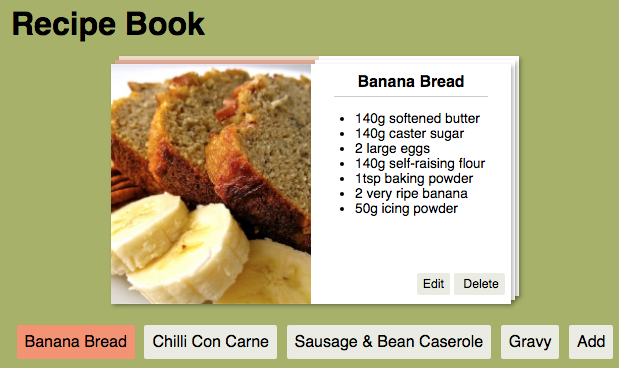 Recipe Book
Banana Bread
140g softened butter
140g caster sugar
2 large eggs
140g self-raising flour
1tsp baking powder
2 very ripe banana
50g icing powder
Edit Delete
Banana Bread Chilli Con Carne Sausage & Bean Caserole Gravy Add